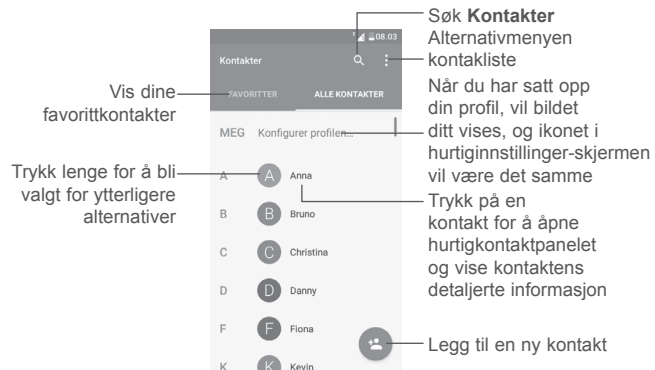 Søk Kontakter
Alternativmenyen
kontakliste
08.03
Kontakter
FAVORITTER
ALLE KONTAKTER
Vis dine
favorittkontakter
Når du har satt opp
din profil, vil bildet
ditt vises, og ikonet i
hurtiginnstillinger-skjermen
vil være det samme
MEG Konfigurer profilen...
Trykk lenge for å bli
valgt for ytterligere
alternativer
A A Anna
B B Bruno
C C Christina
D D Danny
F F Fiona
K K Kevin
Trykk på en
kontakt for å åpne
hurtigkontaktpanelet
og vise kontaktens
detaljerte informasjon
Legg til en ny kontakt